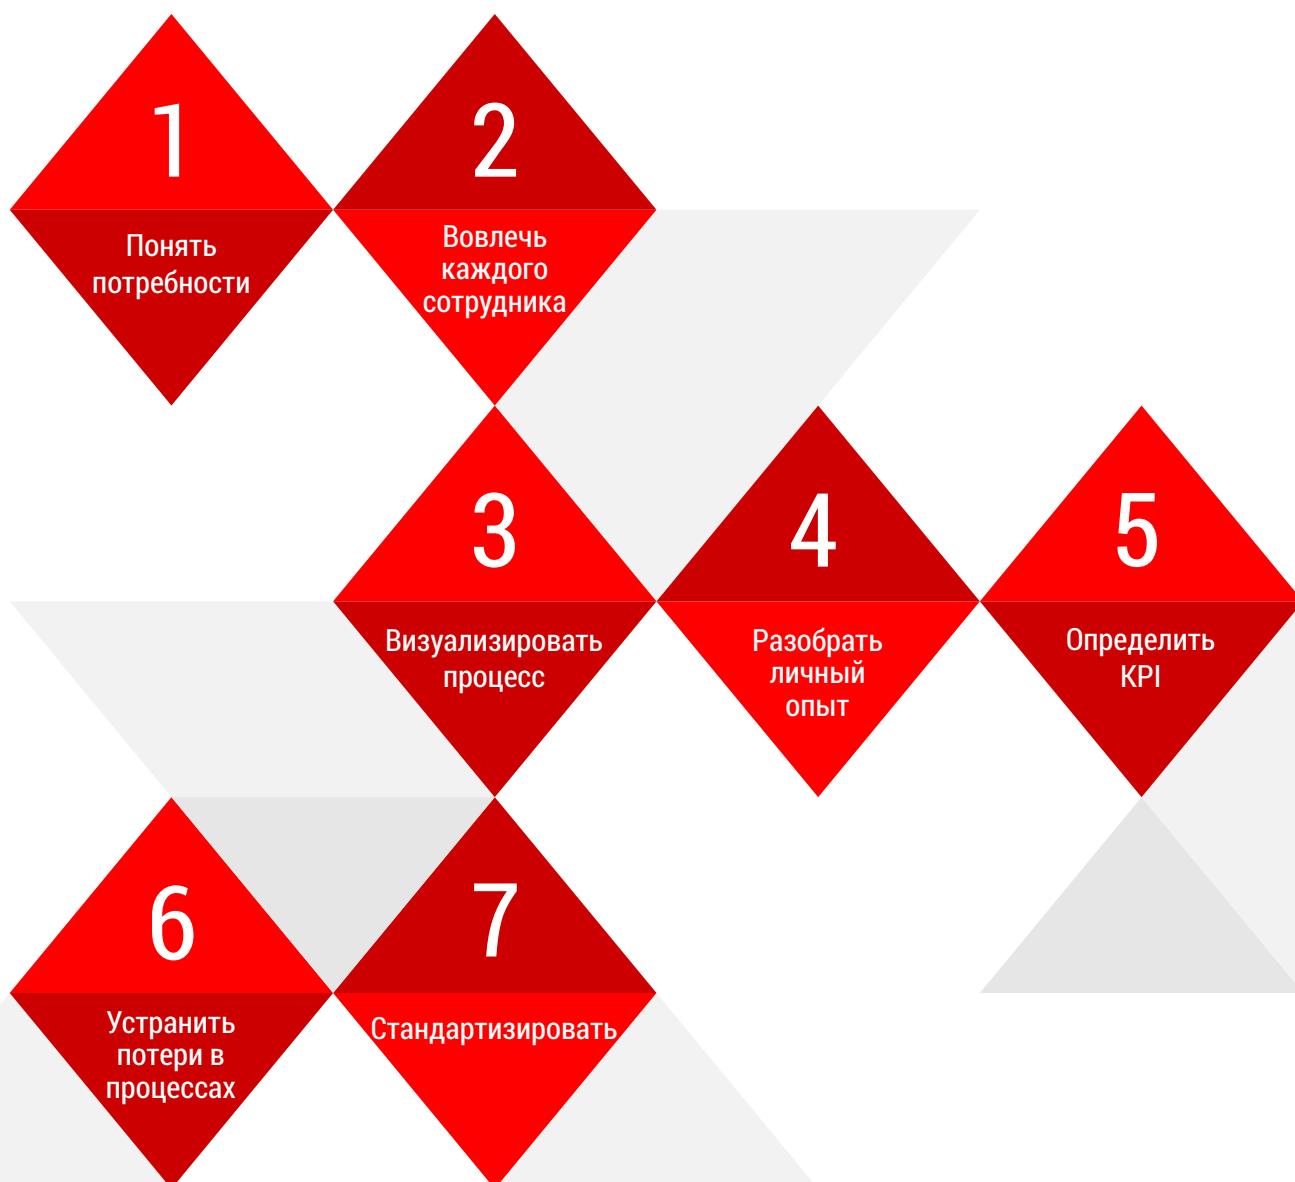 1
Понять
потребности
2
Вовлечь
каждого
сотрудника
3
Визуализировать
процесс
4
Разобрать
личный
опыт
5
Определить
KPI
6
Устранить
потери в
процессах
7
Стандартизировать